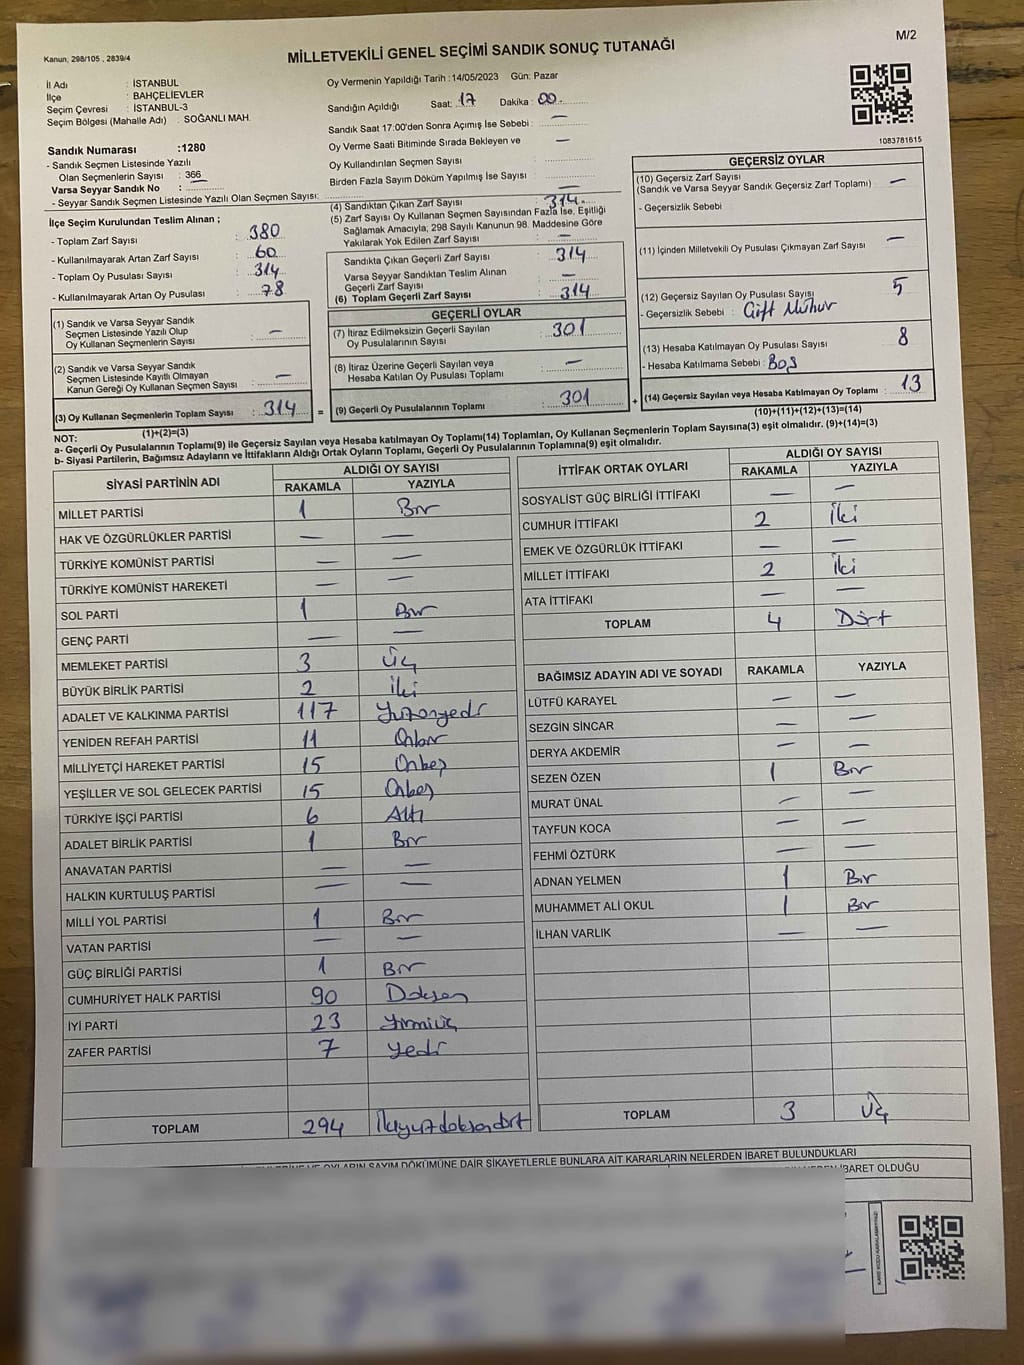 M/2
Kanun, 298/105 , 2839/4
MİLLETVEKİLİ GENEL SEÇİMİ SANDIK SONUÇ TUTANAĞI
İl Adı : İSTANBUL
İlçe : BAHÇELİEVLER
Seçim Çevresi : İSTANBUL-3
Seçim Bölgesi (Mahalle Adı) : SOĞANLI MAH.
Oy Vermenin Yapıldığı Tarih :14/05/2023 Gün: Pazar
Sandığın Açıldığı Saat: 17 Dakika : 00
Sandık Saat 17:00'den Sonra Açımış İse Sebebi : —
Oy Verme Saati Bitiminde Sırada Bekleyen ve
Oy Kullandırılan Seçmen Sayısı : —
Birden Fazla Sayım Döküm Yapılmış İse Sayısı : —
1083781615
Sandık Numarası :1280
- Sandık Seçmen Listesinde Yazılı
Olan Seçmenlerin Sayısı : 366
Varsa Seyyar Sandık No :
- Seyyar Sandık Seçmen Listesinde Yazılı Olan Seçmen Sayısı:
İlçe Seçim Kurulundan Teslim Alınan ;
- Toplam Zarf Sayısı : 380
- Kullanılmayarak Artan Zarf Sayısı : 60
- Toplam Oy Pusulası Sayısı : 314
- Kullanılmayarak Artan Oy Pusulası : 78
(1) Sandık ve Varsa Seyyar Sandık
Seçmen Listesinde Yazılı Olup
Oy Kullanan Seçmenlerin Sayısı : —
(2) Sandık ve Varsa Seyyar Sandık
Seçmen Listesinde Kayıtlı Olmayan
Kanun Gereği Oy Kullanan Seçmen Sayısı : —
(3) Oy Kullanan Seçmenlerin Toplam Sayısı : 314 =
(1)+(2)=(3)
(4) Sandıktan Çıkan Zarf Sayısı : 314
(5) Zarf Sayısı Oy Kullanan Seçmen Sayısından Fazla İse, Eşitliği
Sağlamak Amacıyla; 298 Sayılı Kanunun 98. Maddesine Göre
Yakılarak Yok Edilen Zarf Sayısı : —
Sandıkta Çıkan Geçerli Zarf Sayısı : 314
Varsa Seyyar Sandıktan Teslim Alınan
Geçerli Zarf Sayısı : —
(6) Toplam Geçerli Zarf Sayısı : 314
GEÇERLİ OYLAR
(7) İtiraz Edilmeksizin Geçerli Sayılan
Oy Pusulalarının Sayısı : 301
(8) İtiraz Üzerine Geçerli Sayılan veya
Hesaba Katılan Oy Pusulası Toplamı : —
(9) Geçerli Oy Pusulalarının Toplamı : 301 +
GEÇERSİZ OYLAR
(10) Geçersiz Zarf Sayısı
(Sandık ve Varsa Seyyar Sandık Geçersiz Zarf Toplamı) —
- Geçersizlik Sebebi
(11) İçinden Milletvekili Oy Pusulası Çıkmayan Zarf Sayısı —
(12) Geçersiz Sayılan Oy Pusulası Sayısı 5
- Geçersizlik Sebebi : Çift Mühür
(13) Hesaba Katılmayan Oy Pusulası Sayısı 8
- Hesaba Katılmama Sebebi : Boş
(14) Geçersiz Sayılan veya Hesaba Katılmayan Oy Toplamı : 13
(10)+(11)+(12)+(13)=(14)
NOT:
a- Geçerli Oy Pusulalarının Toplamı(9) ile Geçersiz Sayılan veya Hesaba katılmayan Oy Toplamı(14) Toplamları, Oy Kullanan Seçmenlerin Toplam Sayısına(3) eşit olmalıdır. (9)+(14)=(3)
b- Siyasi Partilerin, Bağımsız Adayların ve İttifakların Aldığı Ortak Oyların Toplamı, Geçerli Oy Pusulalarının Toplamına(9) eşit olmalıdır.
SİYASİ PARTİNİN ADI ALDIĞI OY SAYISI
RAKAMLA YAZIYLA
MİLLET PARTİSİ 1 Bir
HAK VE ÖZGÜRLÜKLER PARTİSİ — —
TÜRKİYE KOMÜNİST PARTİSİ — —
TÜRKİYE KOMÜNİST HAREKETİ — —
SOL PARTİ 1 Bir
GENÇ PARTİ — —
MEMLEKET PARTİSİ 3 Üç
BÜYÜK BİRLİK PARTİSİ 2 İki
ADALET VE KALKINMA PARTİSİ 117 Yüzonyedi
YENİDEN REFAH PARTİSİ 11 Onbir
MİLLİYETÇİ HAREKET PARTİSİ 15 Onbeş
YEŞİLLER VE SOL GELECEK PARTİSİ 15 Onbeş
TÜRKİYE İŞÇİ PARTİSİ 6 Altı
ADALET BİRLİK PARTİSİ 1 Bir
ANAVATAN PARTİSİ — —
HALKIN KURTULUŞ PARTİSİ — —
MİLLİ YOL PARTİSİ 1 Bir
VATAN PARTİSİ — —
GÜÇ BİRLİĞİ PARTİSİ 1 Bir
CUMHURİYET HALK PARTİSİ 90 Doksan
İYİ PARTİ 23 Yirmiüç
ZAFER PARTİSİ 7 Yedi
TOPLAM 294 İkiyüzdoksandört
İTTİFAK ORTAK OYLARI ALDIĞI OY SAYISI
RAKAMLA YAZIYLA
SOSYALİST GÜÇ BİRLİĞİ İTTİFAKI — —
CUMHUR İTTİFAKI 2 İki
EMEK VE ÖZGÜRLÜK İTTİFAKI — —
MİLLET İTTİFAKI 2 İki
ATA İTTİFAKI — —
TOPLAM 4 Dört
BAĞIMSIZ ADAYIN ADI VE SOYADI RAKAMLA YAZIYLA
LÜTFÜ KARAYEL — —
SEZGİN SİNCAR — —
DERYA AKDEMİR — —
SEZEN ÖZEN 1 Bir
MURAT ÜNAL — —
TAYFUN KOCA — —
FEHMİ ÖZTÜRK — —
ADNAN YELMEN 1 Bir
MUHAMMET ALİ OKUL 1 Bir
İLHAN VARLIK — —
TOPLAM 3 Üç
OYLARIN SAYIM DÖKÜMÜNE DAİR ŞİKAYETLERLE BUNLARA AİT KARARLARIN NELERDEN İBARET BULUNDUKLARI
İBARET OLDUĞU